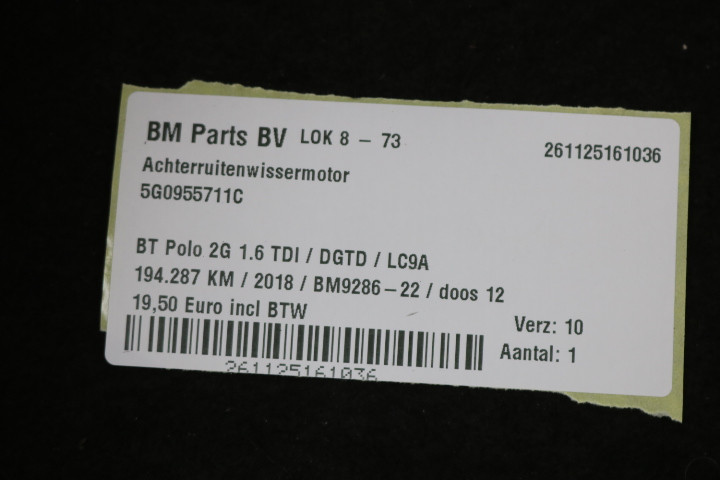 BM Parts BV LOK 8 - 73
261125161036
Achterruitenwissermotor
5G0955711C
BT Polo 2G 1.6 TDI / DGTD / LC9A
194.287 KM / 2018 / BM9286-22 / doos 12
19,50 Euro incl BTW
Verz: 10
Aantal: 1
261125161036